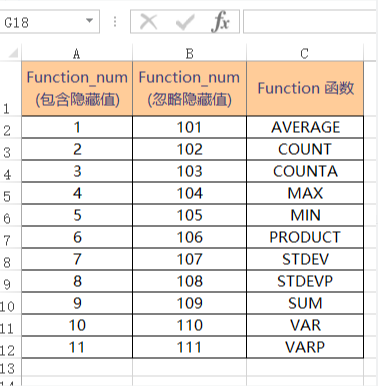 G18
fx
A B C
1 Function_num Function_num Function 函数
(包含隐藏值) (忽略隐藏值)
2 1 101 AVERAGE
3 2 102 COUNT
4 3 103 COUNTA
5 4 104 MAX
6 5 105 MIN
7 6 106 PRODUCT
8 7 107 STDEV
9 8 108 STDEVP
10 9 109 SUM
11 10 110 VAR
12 11 111 VARP
13